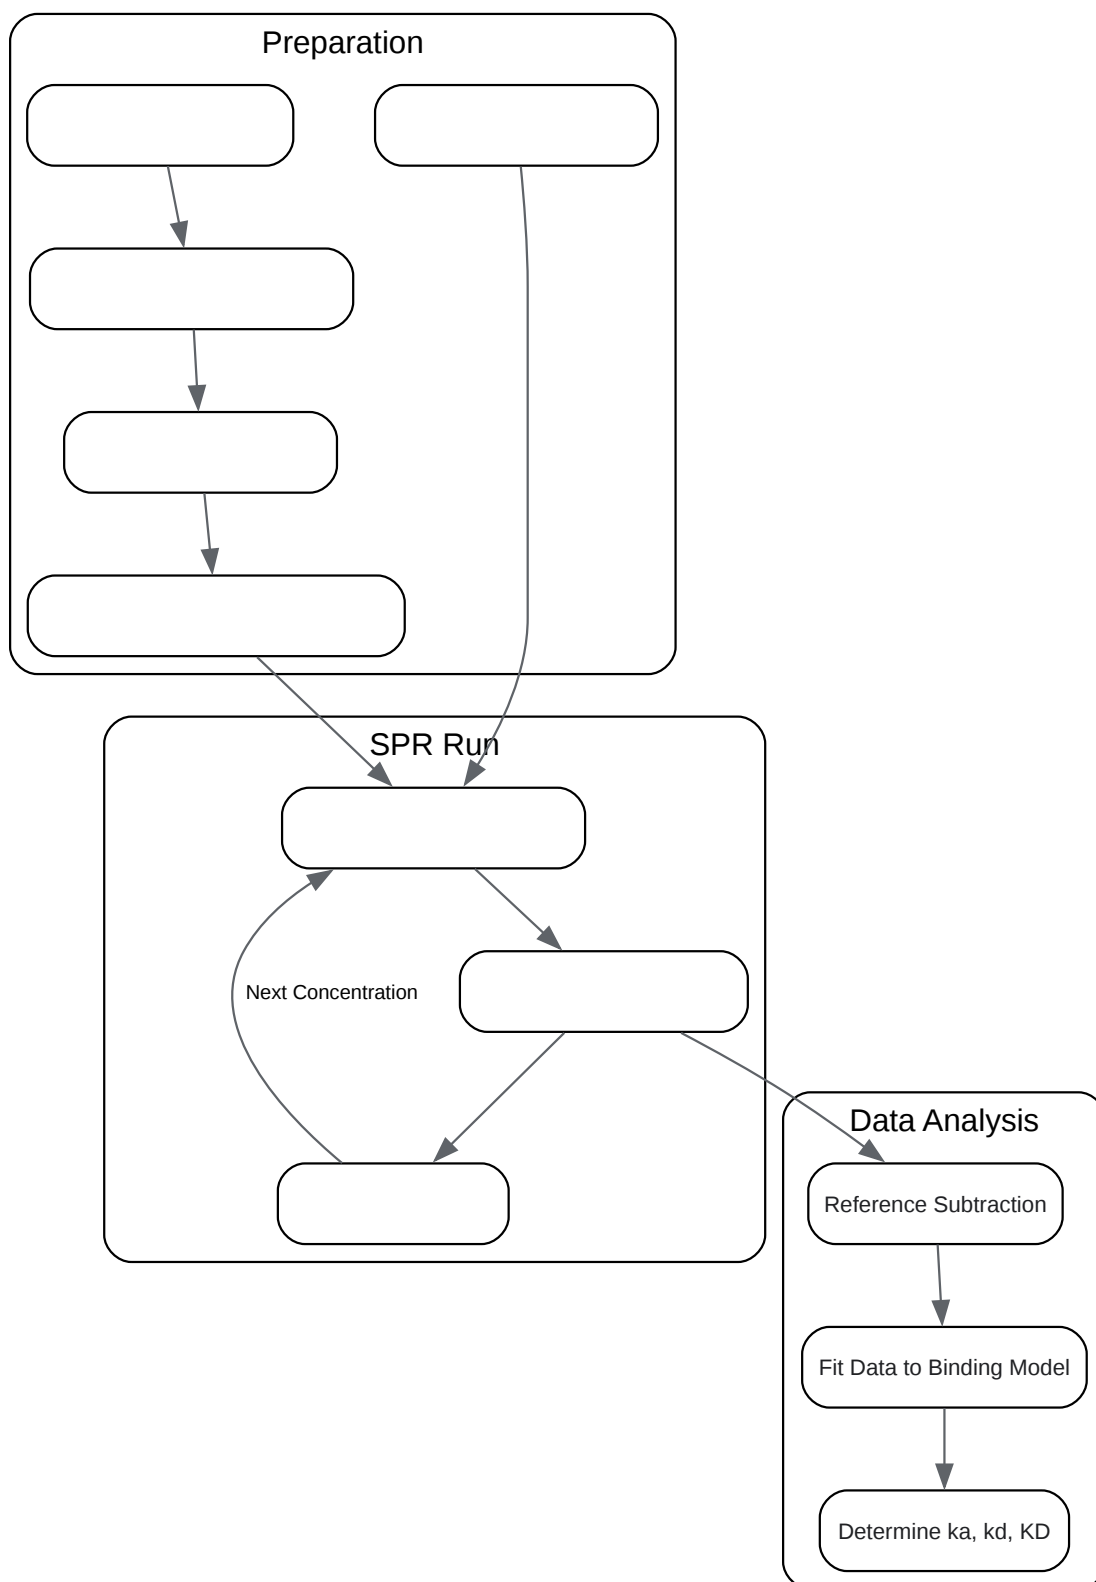 Preparation
SPR Run
Next Concentration
Data Analysis
Reference Subtraction
Fit Data to Binding Model
Determine ka, kd, KD